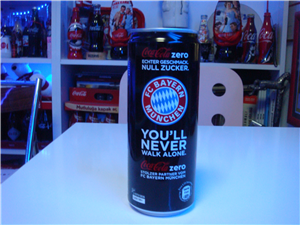 Coca-Cola zero
ECHTER GESCHMACK.
NULL ZUCKER.
FC BAYERN
MÜNCHEN
YOU'LL
NEVER
WALK ALONE.
Coca-Cola zero
STOLZER PARTNER VON
FC BAYERN MÜNCHEN